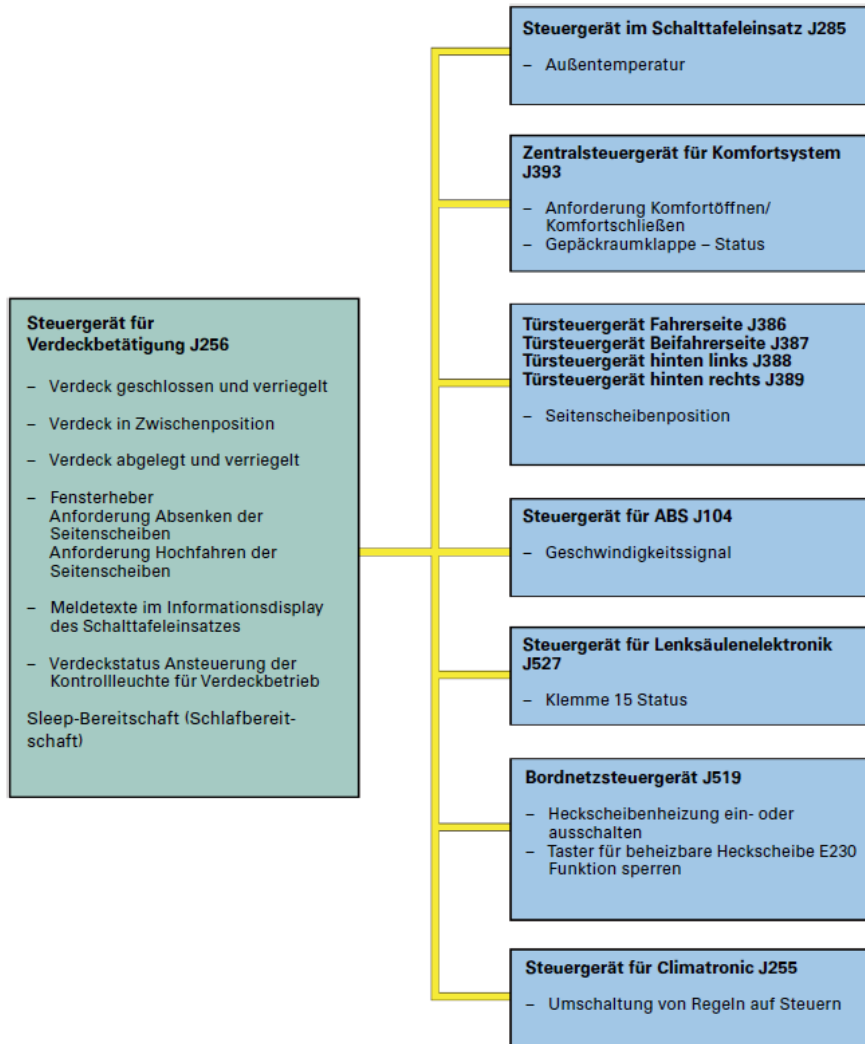 Steuergerät im Schalttafeleinsatz J285
– Außentemperatur
Zentralsteuergerät für Komfortsystem
J393
– Anforderung Komfortöffnen/
Komfortschließen
– Gepäckraumklappe – Status
Steuergerät für
Verdeckbetätigung J256
– Verdeck geschlossen und verriegelt
– Verdeck in Zwischenposition
– Verdeck abgelegt und verriegelt
– Fensterheber
Anforderung Absenken der
Seitenscheiben
Anforderung Hochfahren der
Seitenscheiben
– Meldetexte im Informationsdisplay
des Schalttafeleinsatzes
– Verdeckstatus Ansteuerung der
Kontrollleuchte für Verdeckbetrieb
Sleep-Bereitschaft (Schlafbereit-
schaft)
Türsteuergerät Fahrerseite J386
Türsteuergerät Beifahrerseite J387
Türsteuergerät hinten links J388
Türsteuergerät hinten rechts J389
– Seitenscheibenposition
Steuergerät für ABS J104
– Geschwindigkeitssignal
Steuergerät für Lenksäulenelektronik
J527
– Klemme 15 Status
Bordnetzsteuergerät J519
– Heckscheibenheizung ein- oder
ausschalten
– Taster für beheizbare Heckscheibe E230
Funktion sperren
Steuergerät für Climatronic J255
– Umschaltung von Regeln auf Steuern